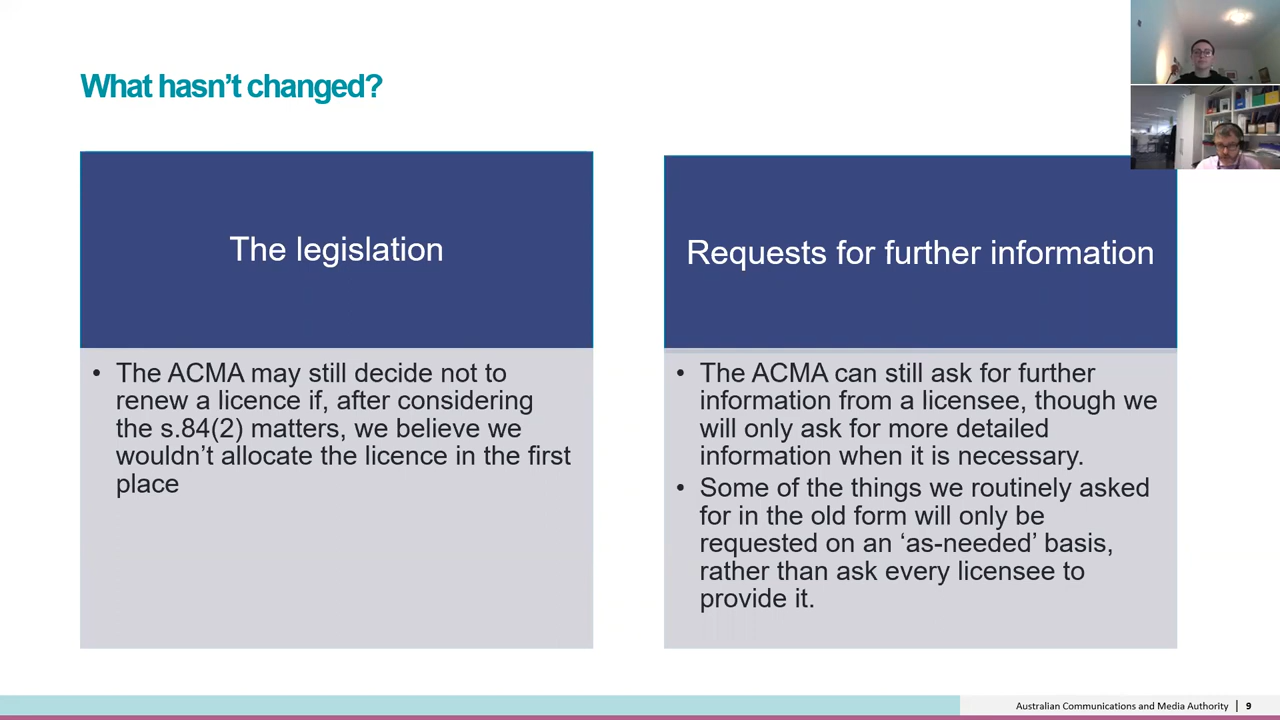 What hasn’t changed?
The legislation
• The ACMA may still decide not to
renew a licence if, after considering
the s.84(2) matters, we believe we
wouldn’t allocate the licence in the first
place
Requests for further information
• The ACMA can still ask for further
information from a licensee, though we
will only ask for more detailed
information when it is necessary.
• Some of the things we routinely asked
for in the old form will only be
requested on an ‘as-needed’ basis,
rather than ask every licensee to
provide it.
Australian Communications and Media Authority | 9